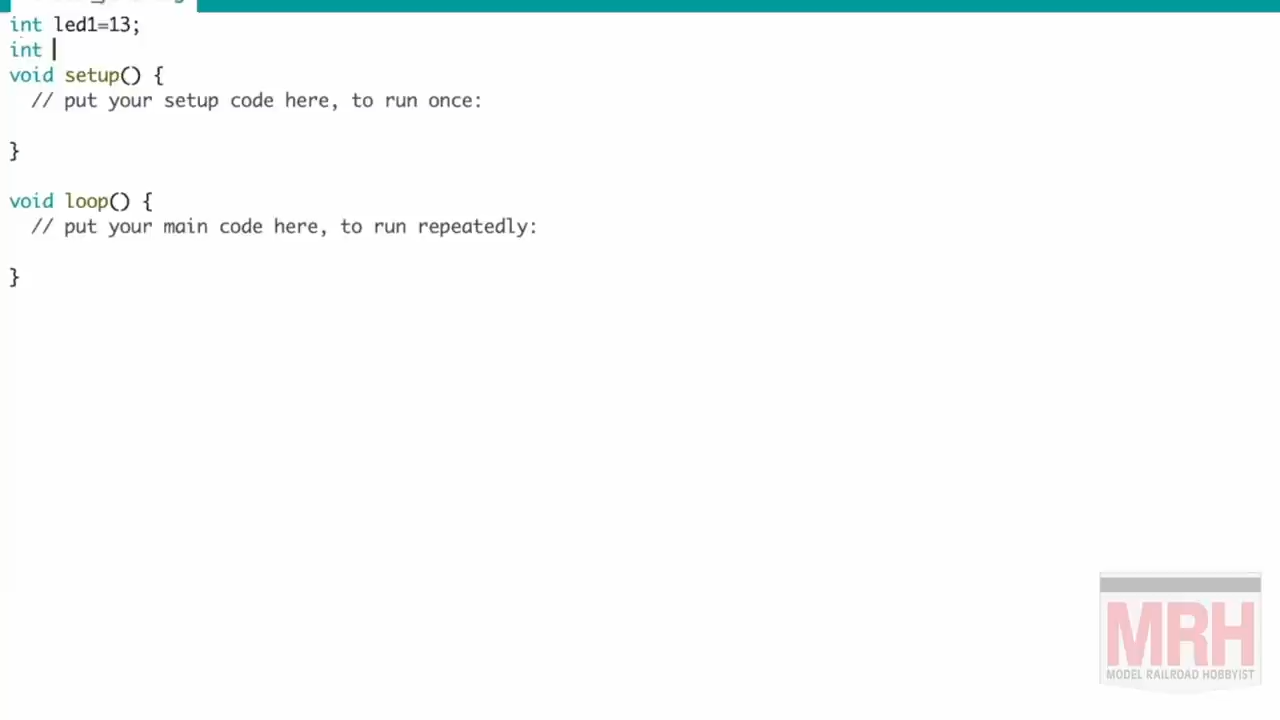 int led1=13;
int
void setup() {
  // put your setup code here, to run once:
}
void loop() {
  // put your main code here, to run repeatedly:
}
MRH
MODEL RAILROAD HOBBYIST